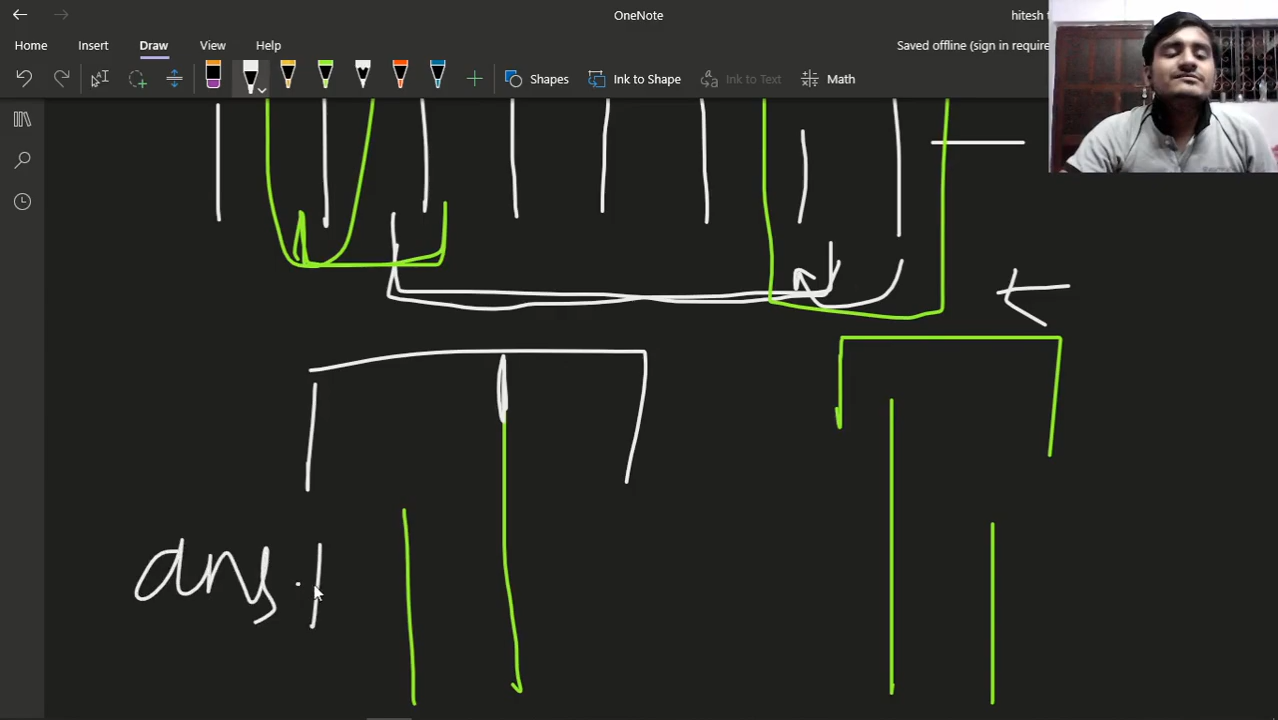 OneNote
hitesh
Home Insert Draw View Help
Saved offline (sign in require
Shapes Ink to Shape Ink to Text Math
ans